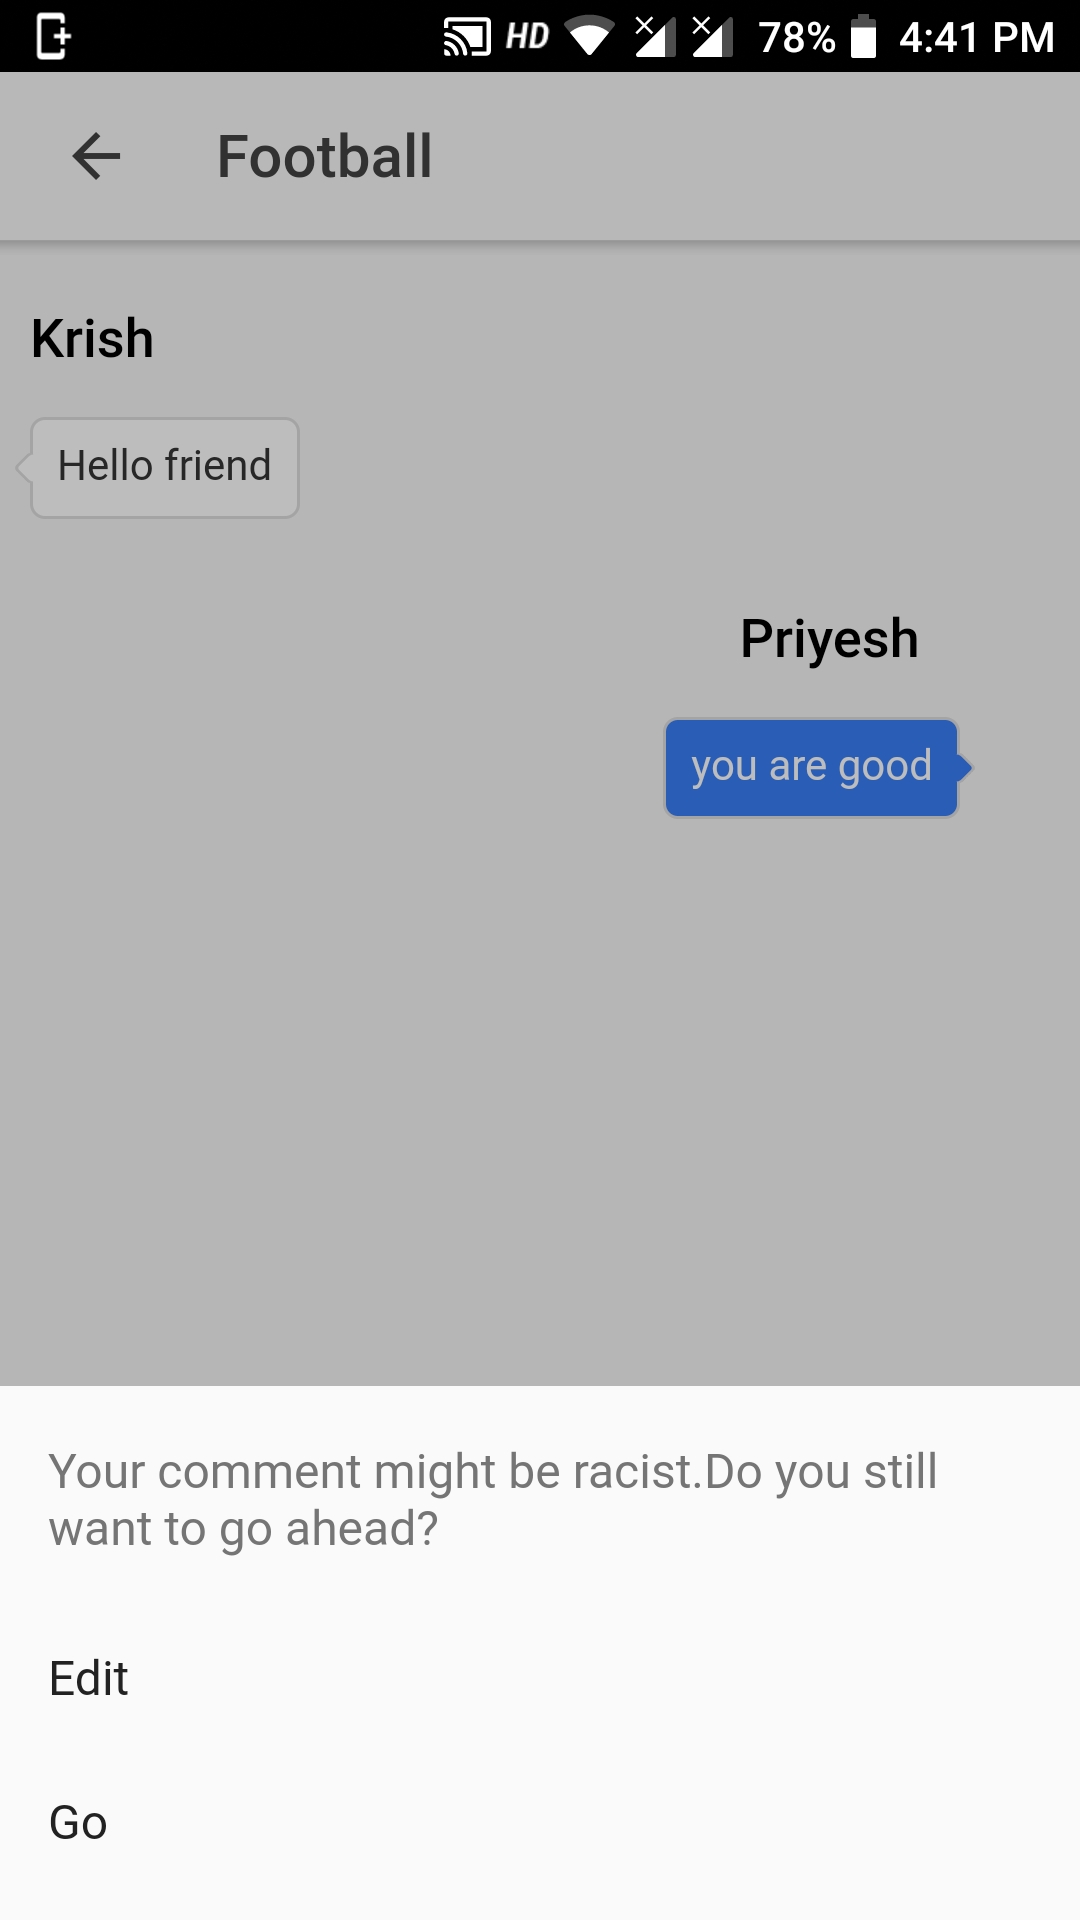 HD 78% 4:41 PM
Football
Krish
Hello friend
Priyesh
you are good
Your comment might be racist.Do you still
want to go ahead?
Edit
Go